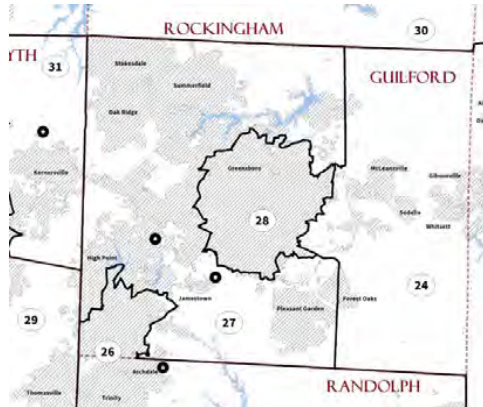 ROCKINGHAM
30
YTH
31
Stokesdale
GUILFORD
Summerfield
Oak Ridge
Kernersville
Greensboro
McLeansville
Gibsonville
Sedalia
Whitsett
28
High Point
Jamestown
Pleasant Garden
Forest Oaks
24
29
27
26
Archdale
RANDOLPH
Thomasville
Trinity